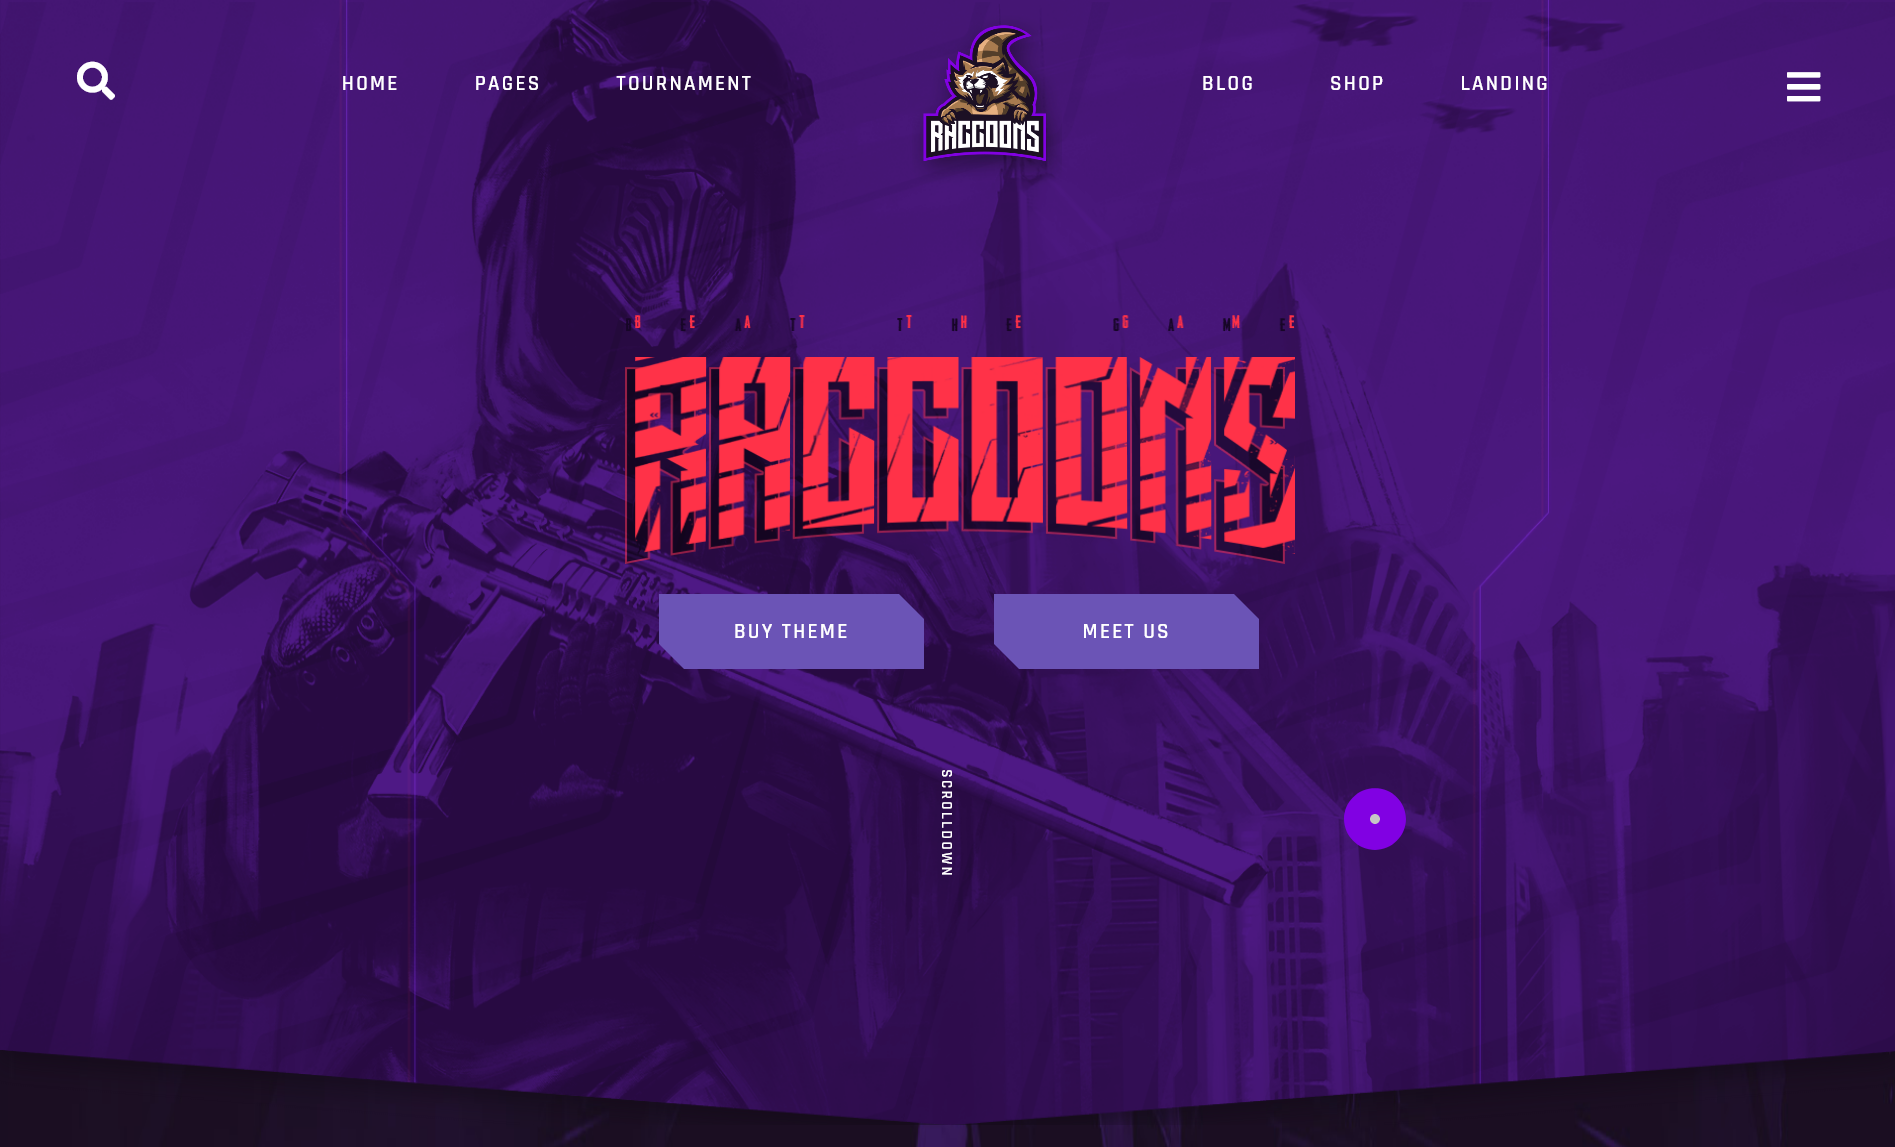 HOME PAGES TOURNAMENT RACCOONS BLOG SHOP LANDING
BEAT THE GAME
RACCOONS
BUY THEME MEET US
SCROLLDOWN